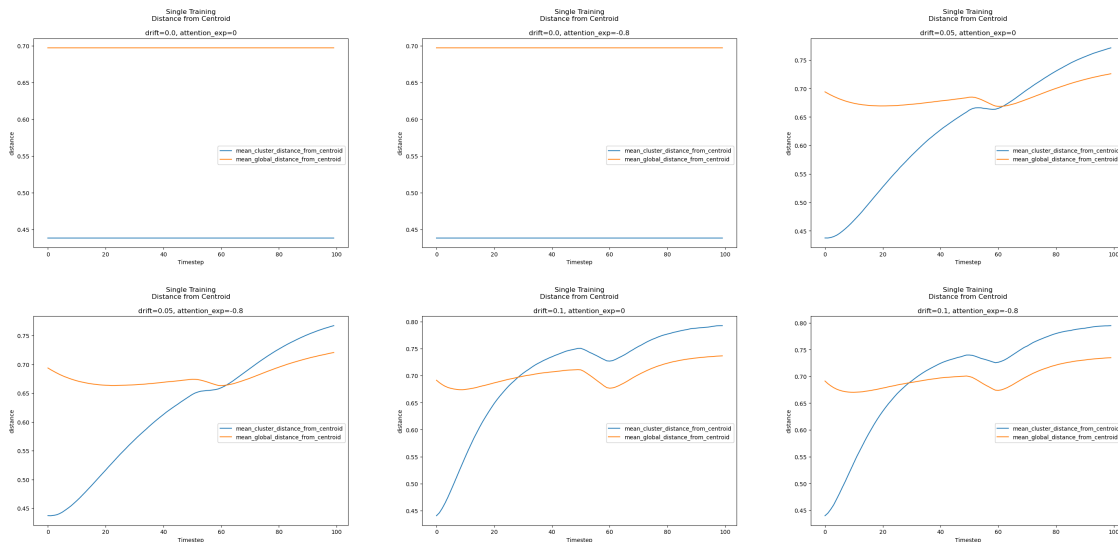 Single Training
Distance from Centroid
drift=0.0, attention_exp=0
0.70
0.65
0.60
0.55
0.50
0.45
distance
mean_cluster_distance_from_centroid
mean_global_distance_from_centroid
0 20 40 60 80 100
Timestep
Single Training
Distance from Centroid
drift=0.0, attention_exp=-0.8
0.70
0.65
0.60
0.55
0.50
0.45
distance
mean_cluster_distance_from_centroid
mean_global_distance_from_centroid
0 20 40 60 80 100
Timestep
Single Training
Distance from Centroid
drift=0.05, attention_exp=0
0.75
0.70
0.65
0.60
0.55
0.50
0.45
distance
mean_cluster_distance_from_centroid
mean_global_distance_from_centroid
0 20 40 60 80 100
Timestep
Single Training
Distance from Centroid
drift=0.05, attention_exp=-0.8
0.75
0.70
0.65
0.60
0.55
0.50
0.45
distance
mean_cluster_distance_from_centroid
mean_global_distance_from_centroid
0 20 40 60 80 100
Timestep
Single Training
Distance from Centroid
drift=0.1, attention_exp=0
0.80
0.75
0.70
0.65
0.60
0.55
0.50
0.45
distance
mean_cluster_distance_from_centroid
mean_global_distance_from_centroid
0 20 40 60 80 100
Timestep
Single Training
Distance from Centroid
drift=0.1, attention_exp=-0.8
0.80
0.75
0.70
0.65
0.60
0.55
0.50
0.45
distance
mean_cluster_distance_from_centroid
mean_global_distance_from_centroid
0 20 40 60 80 100
Timestep